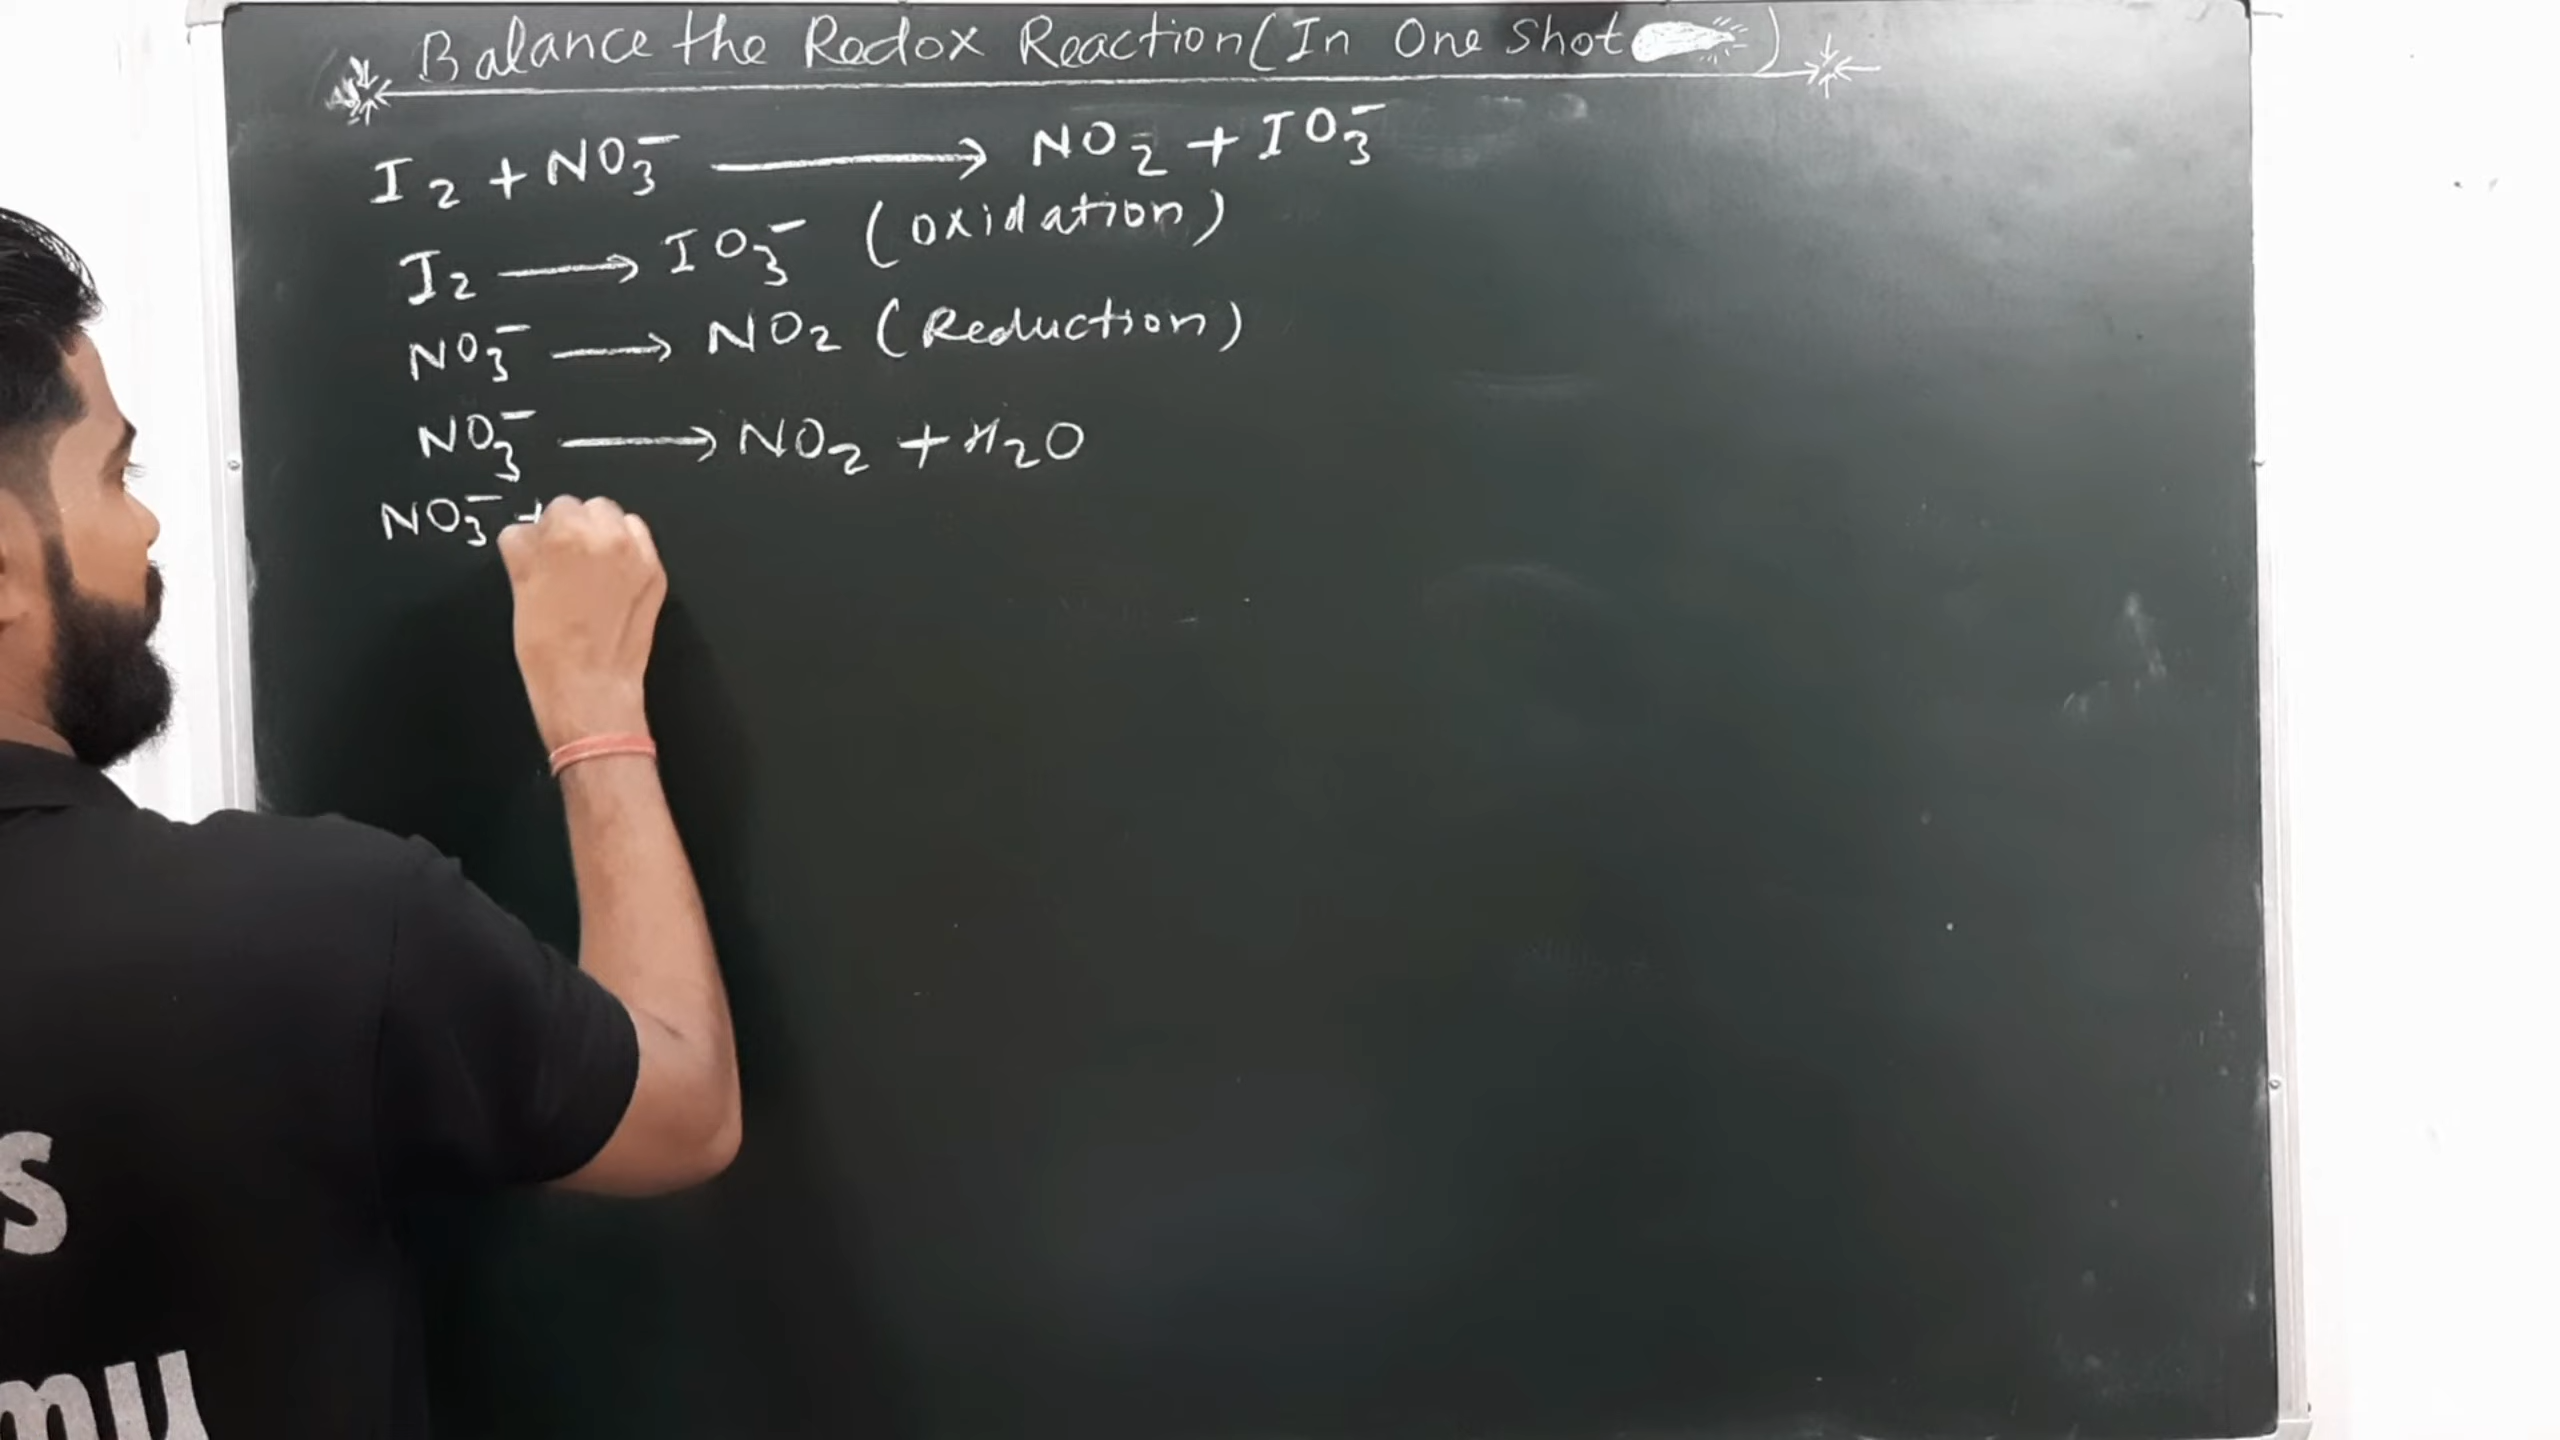 Balance the Redox Reaction (In One Shot )
I₂ + NO₃⁻ ⟶ NO₂ + IO₃⁻
I₂ ⟶ IO₃⁻ (oxidation)
NO₃⁻ ⟶ NO₂ (Reduction)
NO₃⁻ ⟶ NO₂ + H₂O
NO₃⁻ +